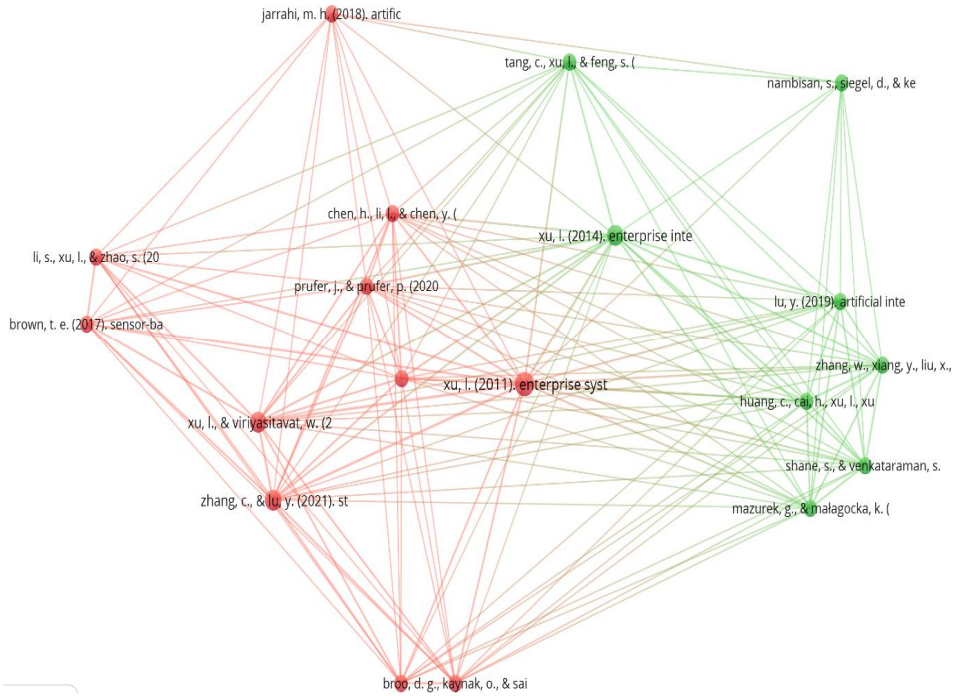 jarrahi, m. h. (2018). artific
tang, c., xu, l., & feng, s. (
nambisan, s., siegel, d., & ke
chen, h., li, l., & chen, y. (
xu, l. (2014). enterprise inte
li, s., xu, l., & zhao, s. (20
prufer, j., & prufer, p. (2020
lu, y. (2019). artificial inte
brown, t. e. (2017). sensor-ba
zhang, w., xiang, y., liu, x.,
xu, l. (2011). enterprise syst
huang, c., cai, h., xu, l., xu
xu, l., & viriyasitavat, w. (2
shane, s., & venkataraman, s.
zhang, c., & lu, y. (2021). st
mazurek, g., & małagocka, k. (
broo, d. g., kaynak, o., & sai